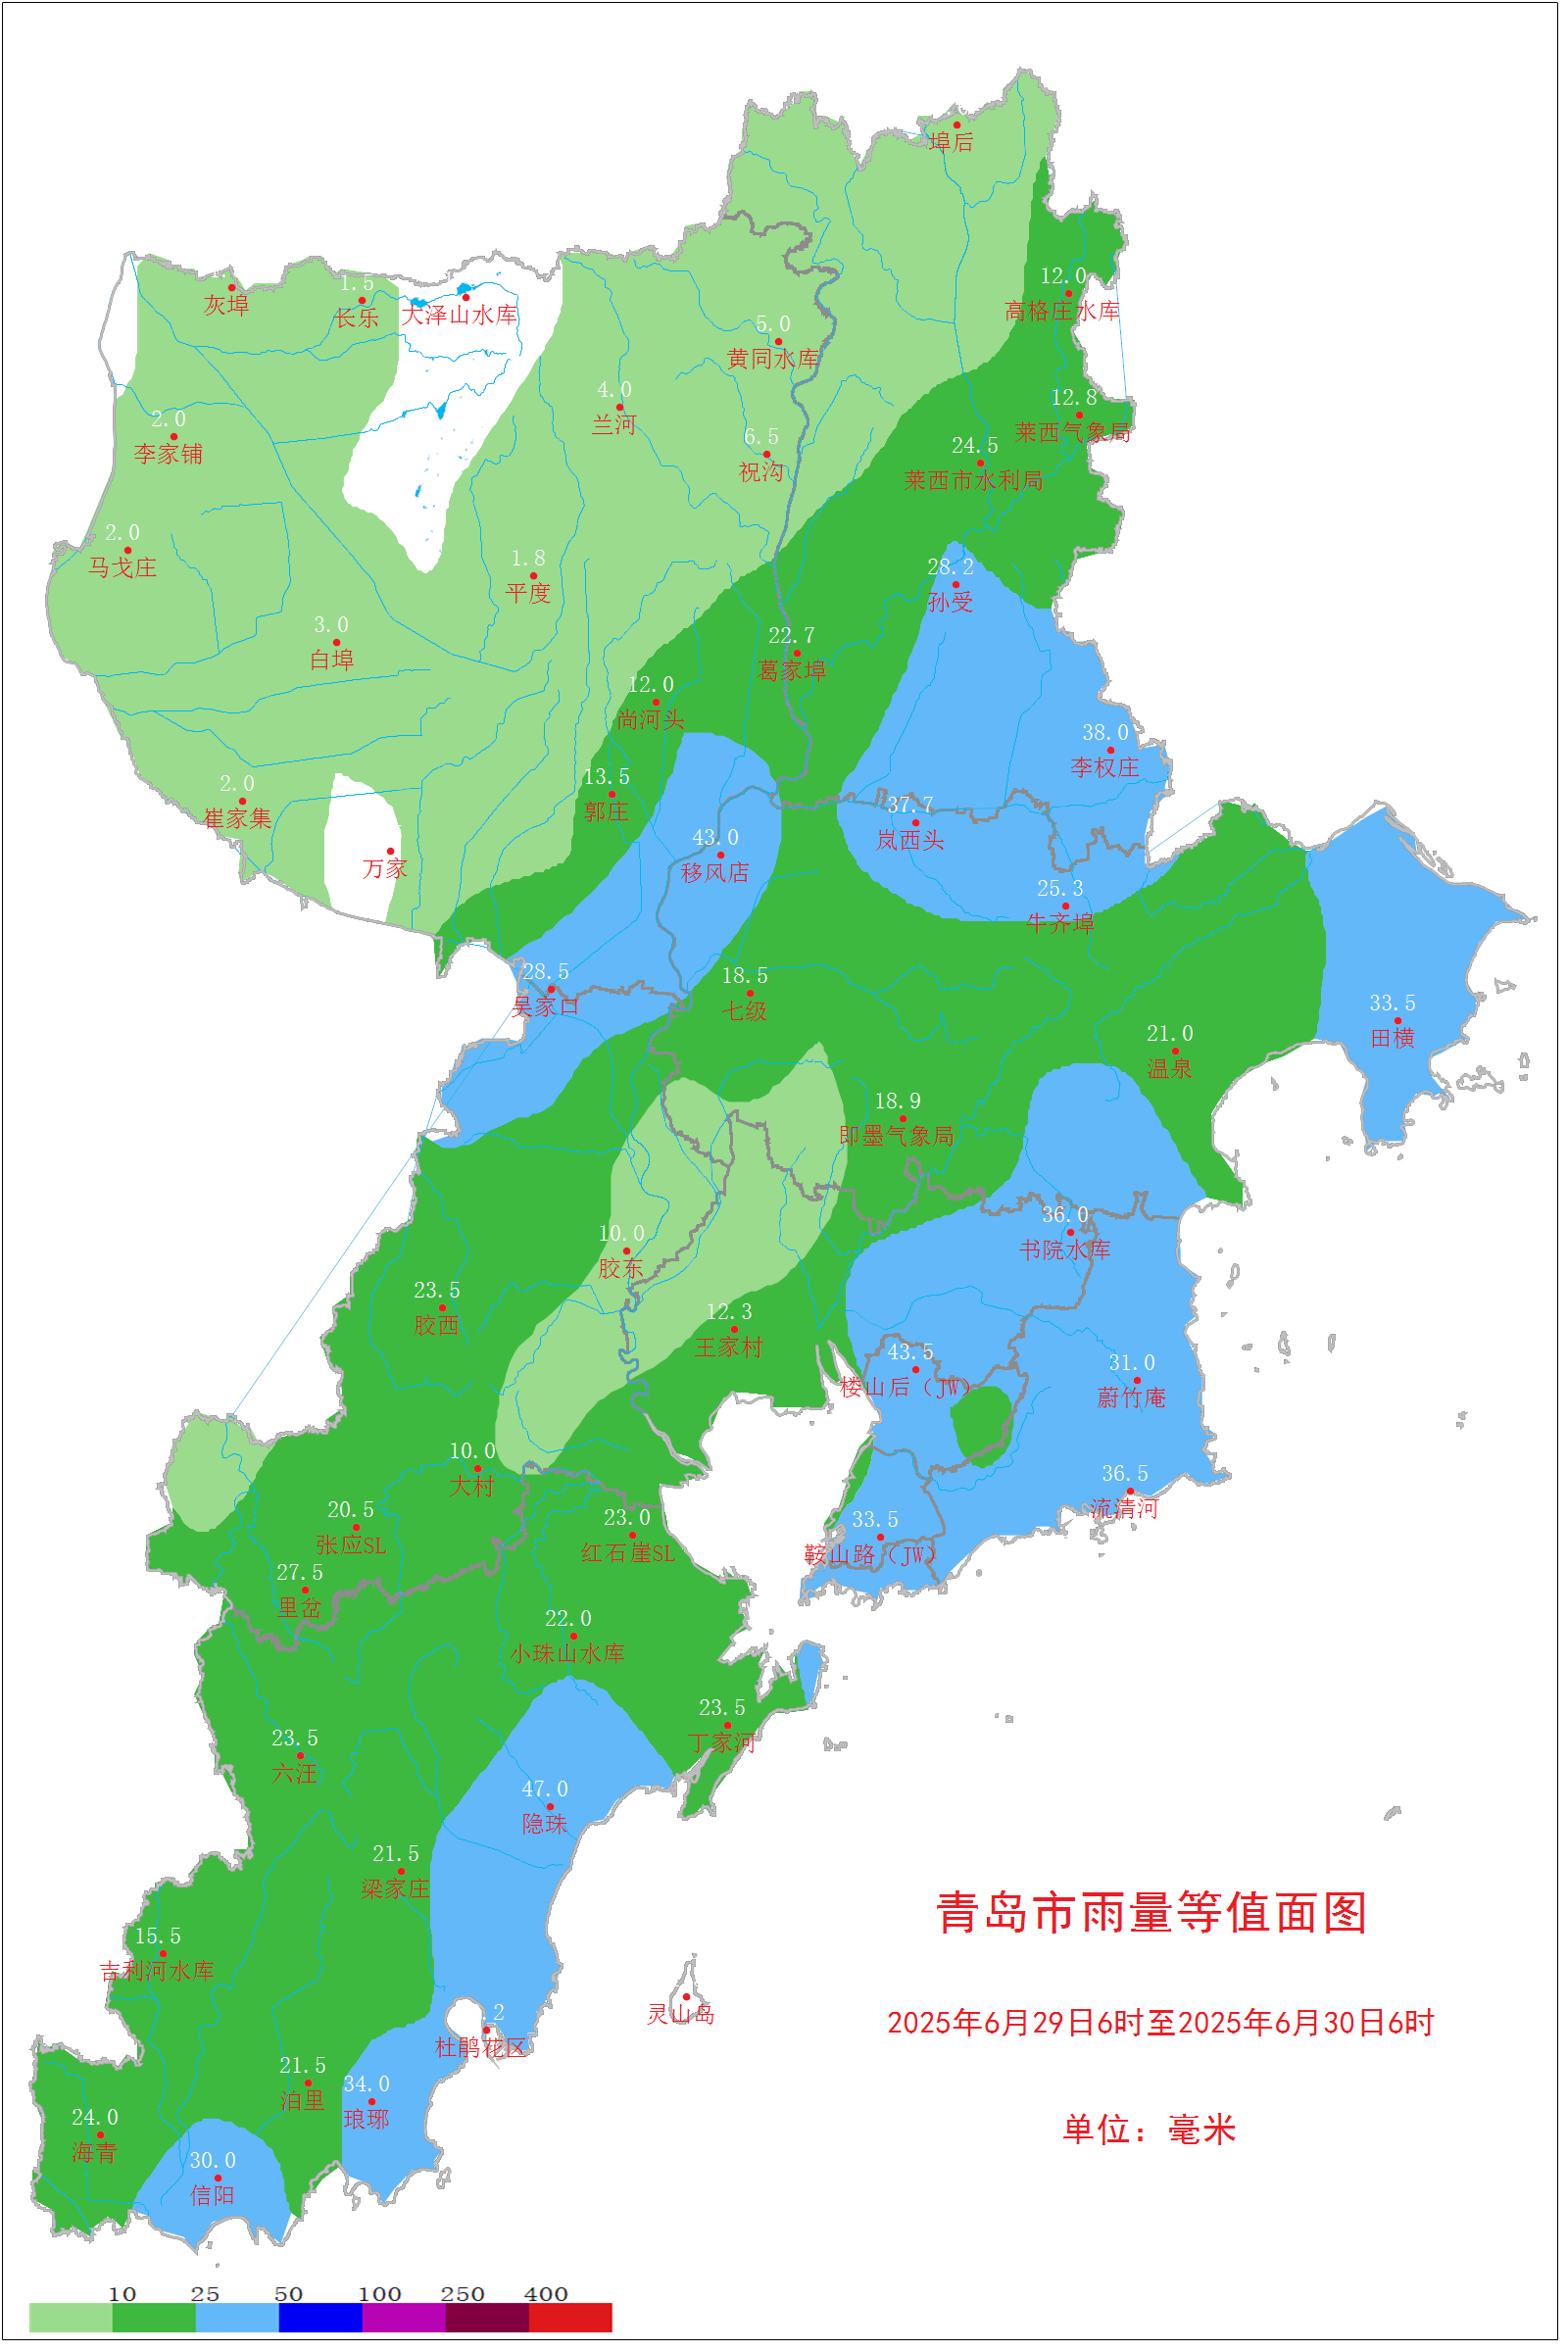 埠后
12.0
高格庄水库
灰埠
1.5
长乐
大泽山水库
5.0
黄同水库
4.0
兰河
12.8
莱西气象局
2.0
李家铺
6.5
祝沟
24.5
莱西市水利局
2.0
马戈庄
1.8
平度
28.2
孙受
3.0
白埠
22.7
葛家埠
12.0
尚河头
38.0
李权庄
2.0
崔家集
13.5
郭庄
37.7
岚西头
43.0
移风店
万家
25.3
牛齐埠
28.5
吴家口
18.5
七级
33.5
田横
21.0
温泉
18.9
即墨气象局
36.0
书院水库
10.0
胶东
23.5
胶西
12.3
王家村
43.5
楼山后（JW）
31.0
蔚竹庵
10.0
大村
36.5
流清河
20.5
张应SL
23.0
红石崖SL
33.5
鞍山路（JW）
27.5
里岔
22.0
小珠山水库
23.5
丁家河
23.5
六汪
47.0
隐珠
21.5
梁家庄
15.5
吉利河水库
灵山岛
.2
杜鹃花区
21.5
泊里
34.0
琅琊
24.0
海青
30.0
信阳
青岛市雨量等值面图
2025年6月29日6时至2025年6月30日6时
单位：毫米
10 25 50 100 250 400